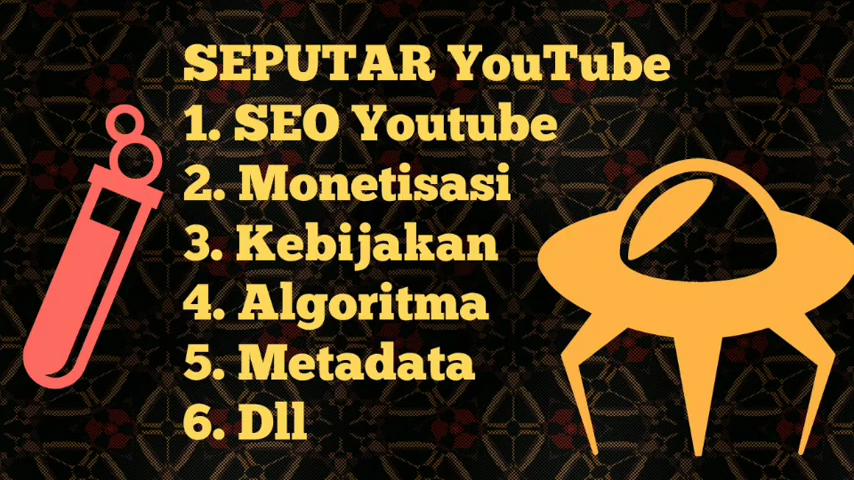 SEPUTAR YouTube
1. SEO Youtube
2. Monetisasi
3. Kebijakan
4. Algoritma
5. Metadata
6. Dll